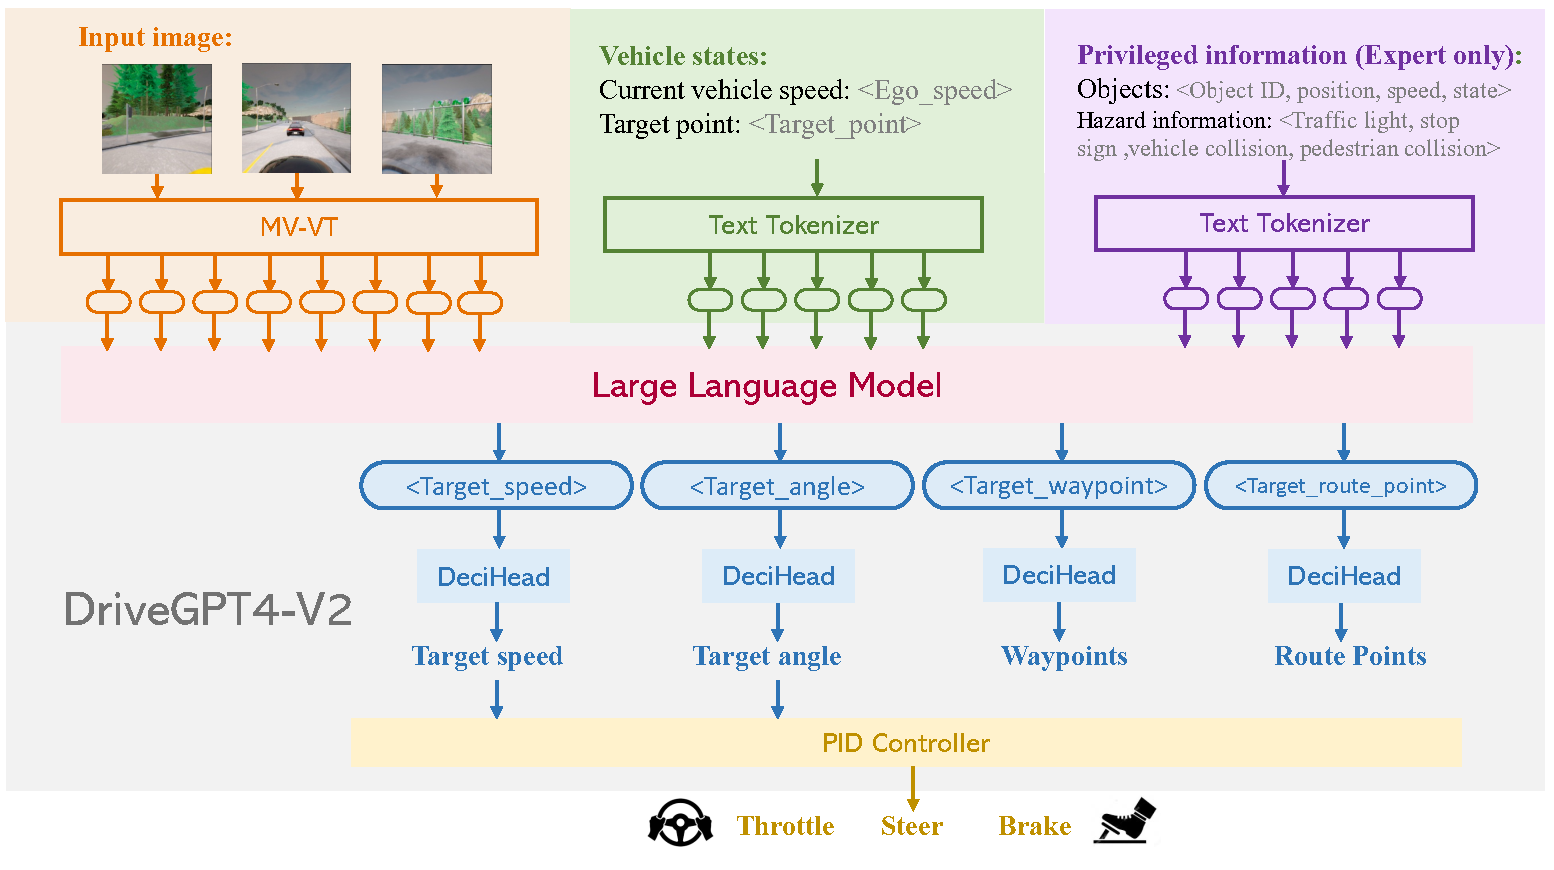 Input image:
MV-VT
Vehicle states:
Current vehicle speed: <Ego_speed>
Target point: <Target_point>
Text Tokenizer
Privileged information (Expert only):
Objects: <Object ID, position, speed, state>
Hazard information: <Traffic light, stop
sign ,vehicle collision, pedestrian collision>
Text Tokenizer
Large Language Model
<Target_speed>
<Target_angle>
<Target_waypoint>
<Target_route_point>
DeciHead
DeciHead
DeciHead
DeciHead
DriveGPT4-V2
Target speed
Target angle
Waypoints
Route Points
PID Controller
Throttle
Steer
Brake